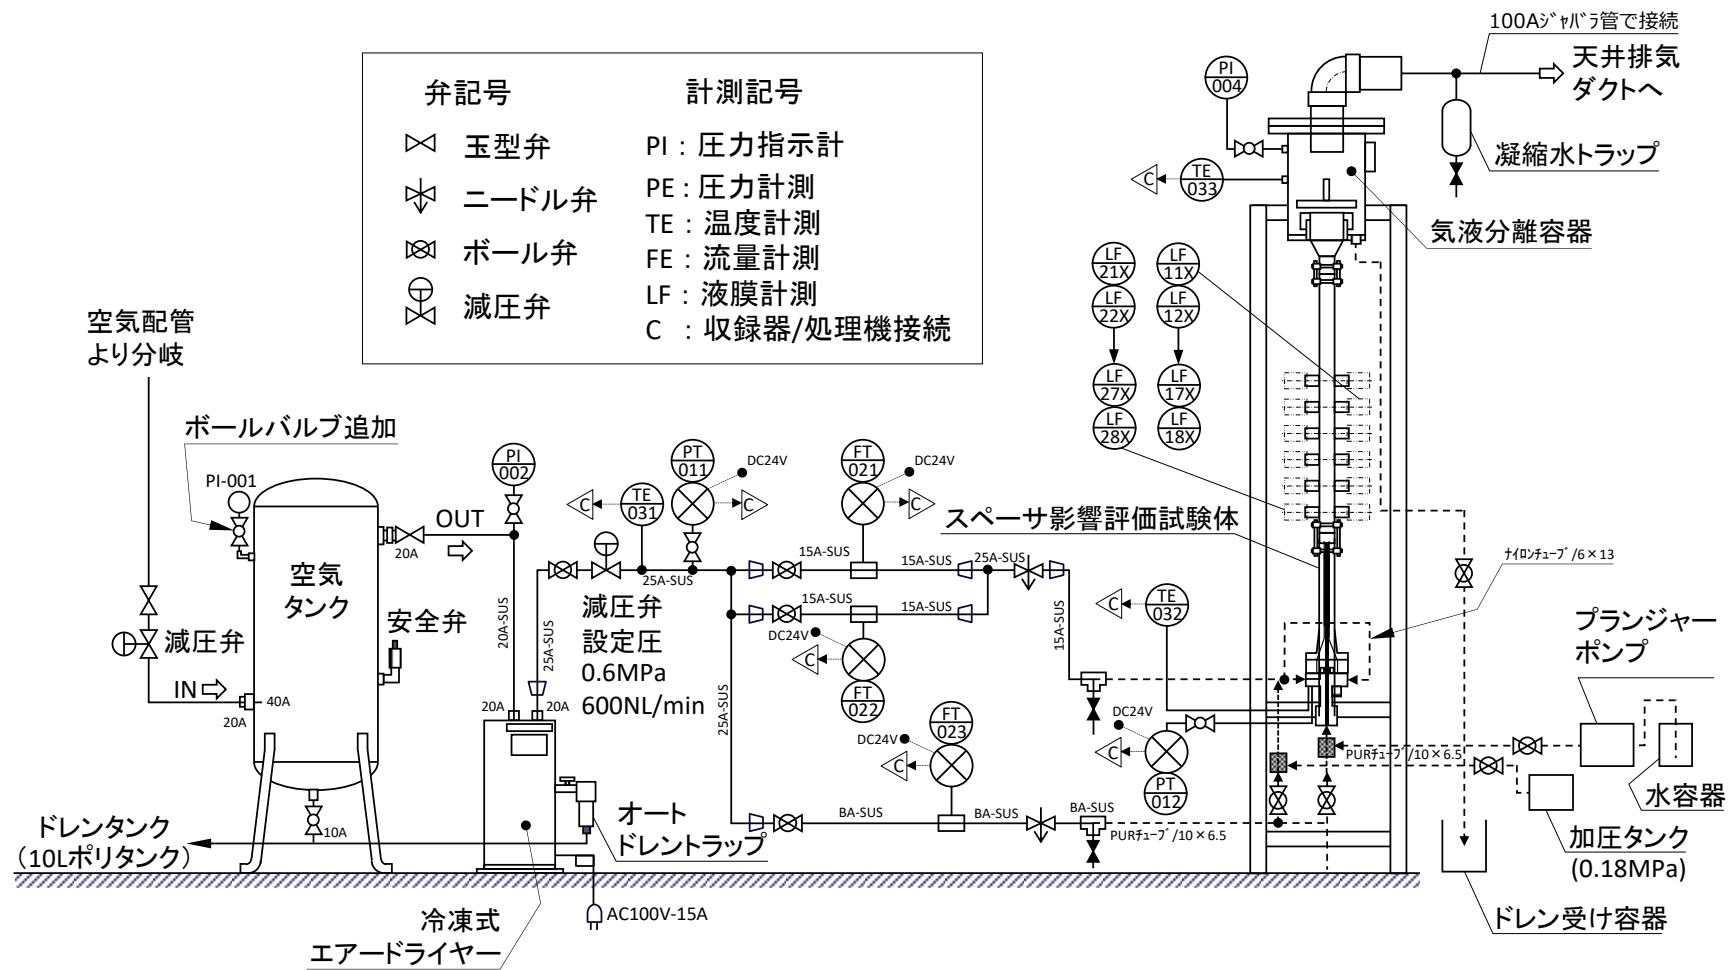 100Aｼﾞｬﾊﾞﾗ管で接続
天井排気
ダクトへ
凝縮水トラップ
気液分離容器
PI
004
C
TE
033
弁記号
玉型弁
ニードル弁
ボール弁
減圧弁
計測記号
PI : 圧力指示計
PE : 圧力計測
TE : 温度計測
FE : 流量計測
LF : 液膜計測
C : 収録器/処理機接続
LF
21X
LF
22X
LF
27X
LF
28X
LF
11X
LF
12X
LF
17X
LF
18X
空気配管
より分岐
ボールバルブ追加
PI-001
空気
タンク
減圧弁
IN
40A
20A
安全弁
20A
OUT
10A
PI
002
20A-SUS
25A-SUS
20A
20A
ドレンタンク
（10Lポリタンク）
冷凍式
エアードライヤー
オート
ドレントラップ
AC100V-15A
C
TE
031
PT
011
DC24V
C
25A-SUS
減圧弁
設定圧
0.6MPa
600NL/min
25A-SUS
FT
021
DC24V
C
15A-SUS
15A-SUS
25A-SUS
15A-SUS
15A-SUS
DC24V
C
FT
022
15A-SUS
FT
023
DC24V
C
BA-SUS
BA-SUS
BA-SUS
PURﾁｭｰﾌﾞ/10×6.5
スペーサ影響評価試験体
C
TE
032
DC24V
C
PT
012
ﾅｲﾛﾝﾁｭｰﾌﾞ/6×13
プランジャー
ポンプ
PURﾁｭｰﾌﾞ/10×6.5
水容器
加圧タンク
(0.18MPa)
ドレン受け容器